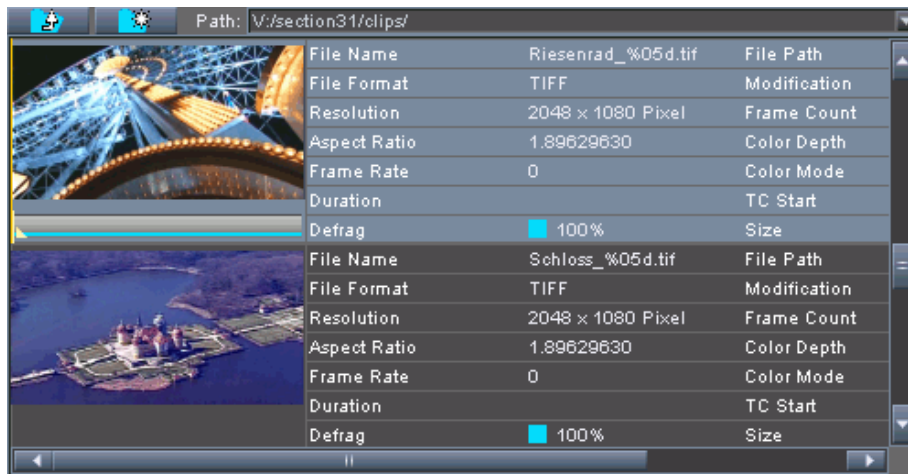 Path: V:/section31/clips/
File Name Riesenrad_%05d.tif File Path
File Format TIFF Modification
Resolution 2048 x 1080 Pixel Frame Count
Aspect Ratio 1.89629630 Color Depth
Frame Rate 0 Color Mode
Duration TC Start
Defrag 100% Size
File Name Schloss_%05d.tif File Path
File Format TIFF Modification
Resolution 2048 x 1080 Pixel Frame Count
Aspect Ratio 1.89629630 Color Depth
Frame Rate 0 Color Mode
Duration TC Start
Defrag 100% Size